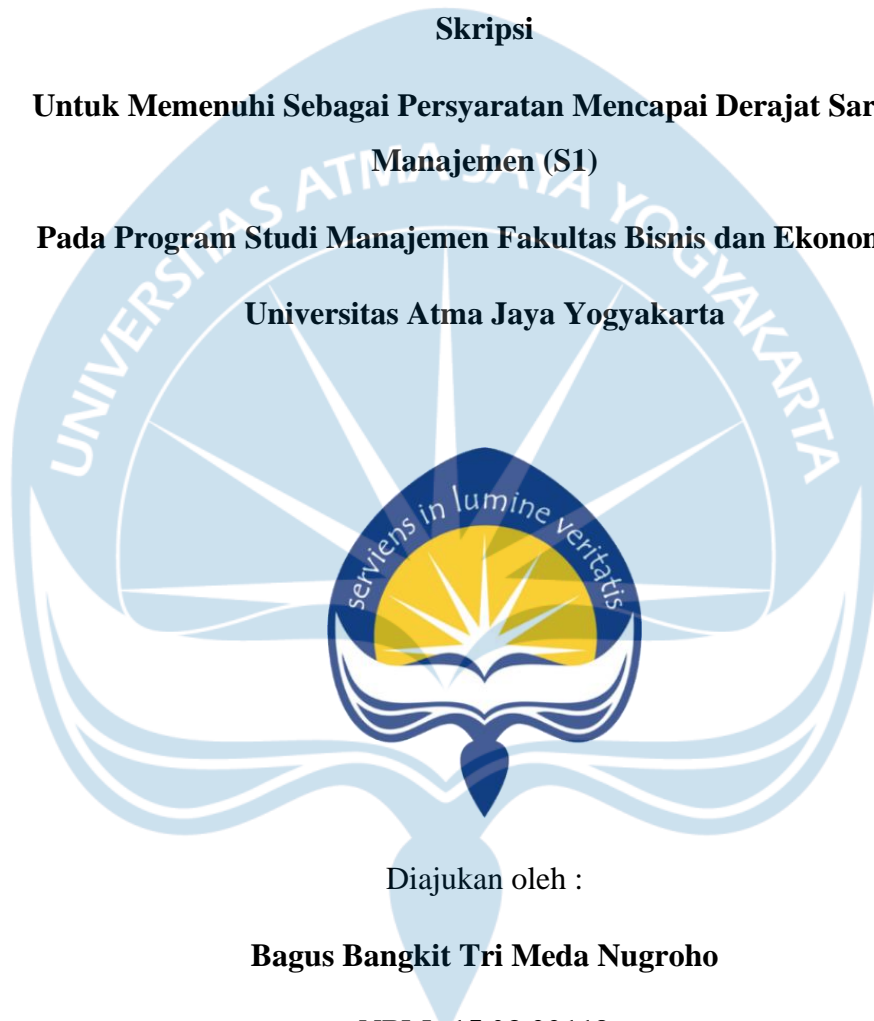 Skripsi
Untuk Memenuhi Sebagai Persyaratan Mencapai Derajat Sar
Manajemen (S1)
Pada Program Studi Manajemen Fakultas Bisnis dan Ekonon
Universitas Atma Jaya Yogyakarta
UNIVERSITAS ATMA JAYA YOGYAKARTA
serviens in lumine veritatis
Diajukan oleh :
Bagus Bangkit Tri Meda Nugroho